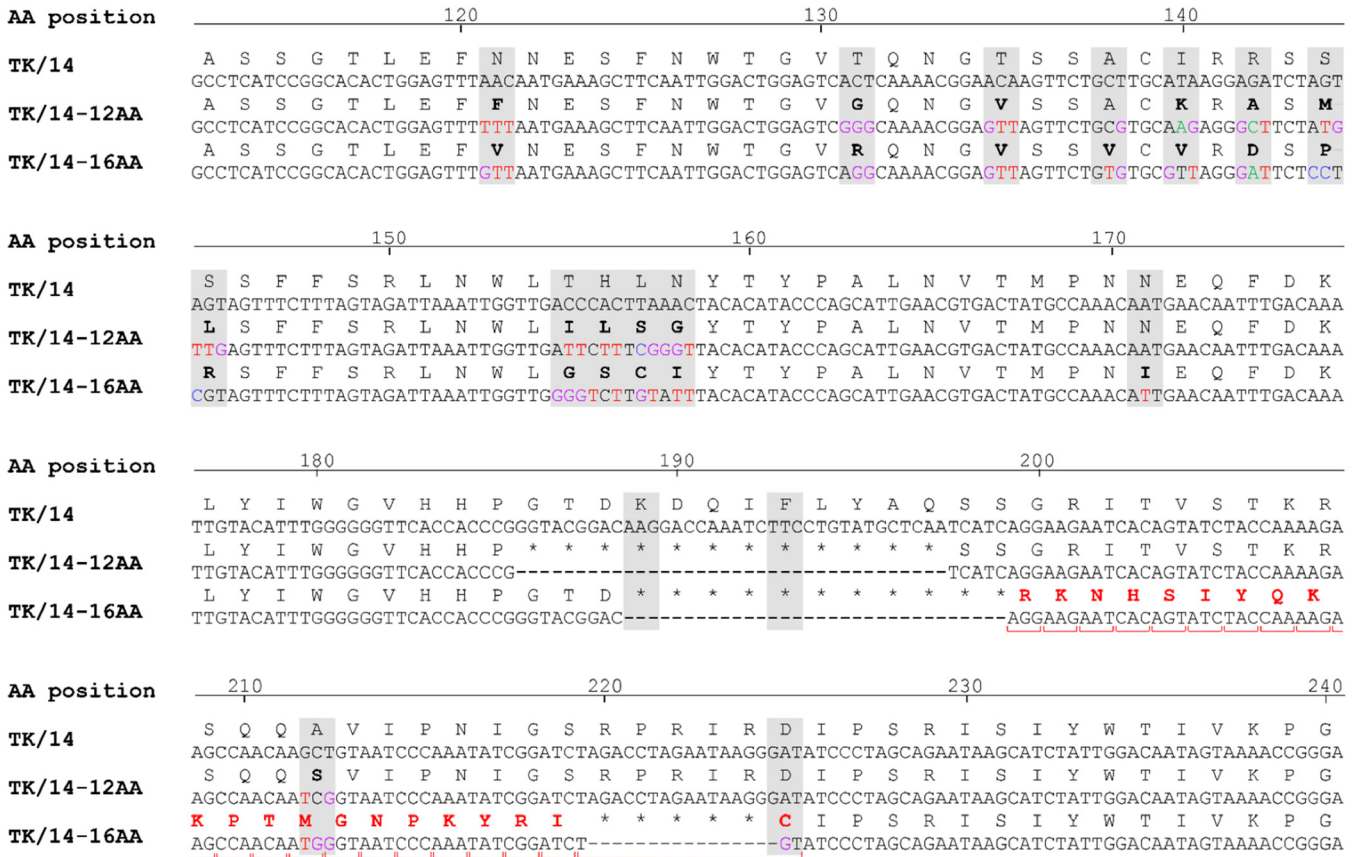 AA position 120 130 140
A S S G T L E F N N E S F N W T G V T Q N G T S S A C I R R S S
TK/14 GCCTCATCCGGCACACTGGAGTTTAACAATGAAAGCTTCAATTGGACTGGAGTCACTCAAAACGGAACAAGTTCTGCTTGCATAAGGAGATCTAGT
A S S G T L E F F N E S F N W T G V G Q N G V S S A C K R A S M
TK/14-12AA GCCTCATCCGGCACACTGGAGTTTTTTAATGAAAGCTTCAATTGGACTGGAGTCGGGCAAAACGGAGTTAGTTCTGCGTGCAAGAGGGCTTCTATG
A S S G T L E F V N E S F N W T G V R Q N G V S S V C V R D S P
TK/14-16AA GCCTCATCCGGCACACTGGAGTTTGTTAATGAAAGCTTCAATTGGACTGGAGTCAGGCAAAACGGAGTTAGTTCTGTGTGCGTTAGGGATTCTCCT
AA position 150 160 170
S S F F S R L N W L T H L N Y T Y P A L N V T M P N N E Q F D K
TK/14 AGTAGTTTCTTTAGTAGATTAAATTGGTTGACCCACTTAAACTACACATACCCAGCATTGAACGTGACTATGCCAAACAATGAACAATTTGACAAA
L S F F S R L N W L I L S G Y T Y P A L N V T M P N N E Q F D K
TK/14-12AA TTGAGTTTCTTTAGTAGATTAAATTGGTTGATTCTTTCGGGTTACACATACCCAGCATTGAACGTGACTATGCCAAACAATGAACAATTTGACAAA
R S F F S R L N W L G S C I Y T Y P A L N V T M P N I E Q F D K
TK/14-16AA CGTAGTTTCTTTAGTAGATTAAATTGGTTGGGGTCTTGTATTTACACATACCCAGCATTGAACGTGACTATGCCAAACATTGAACAATTTGACAAA
AA position 180 190 200
L Y I W G V H H P G T D K D Q I F L Y A Q S S G R I T V S T K R
TK/14 TTGTACATTTGGGGGGTTCACCACCCGGGTACGGACAAGGACCAAATCTTCCTGTATGCTCAATCATCAGGAAGAATCACAGTATCTACCAAAAGA
L Y I W G V H H P * * * * * * * * * * * * S S G R I T V S T K R
TK/14-12AA TTGTACATTTGGGGGGTTCACCACCCG------------------------------------TCATCAGGAAGAATCACAGTATCTACCAAAAGA
L Y I W G V H H P G T D * * * * * * * * * * * R K N H S I Y Q K
TK/14-16AA TTGTACATTTGGGGGGTTCACCACCCGGGTACGGAC--------------------------------AGGAAGAATCACAGTATCTACCAAAAGA
AA position 210 220 230 240
S Q Q A V I P N I G S R P R I R D I P S R I S I Y W T I V K P G
TK/14 AGCCAACAAGCTGTAATCCCAAATATCGGATCTAGACCTAGAATAAGGGATATCCCTAGCAGAATAAGCATCTATTGGACAATAGTAAAACCGGGA
S Q Q S V I P N I G S R P R I R D I P S R I S I Y W T I V K P G
TK/14-12AA AGCCAACAATCGGTAATCCCAAATATCGGATCTAGACCTAGAATAAGGGATATCCCTAGCAGAATAAGCATCTATTGGACAATAGTAAAACCGGGA
K P T M G N P K Y R I * * * * * C I P S R I S I Y W T I V K P G
TK/14-16AA AGCCAACAATGGGTAATCCCAAATATCGGATCT----------------GTATCCCTAGCAGAATAAGCATCTATTGGACAATAGTAAAACCGGGA